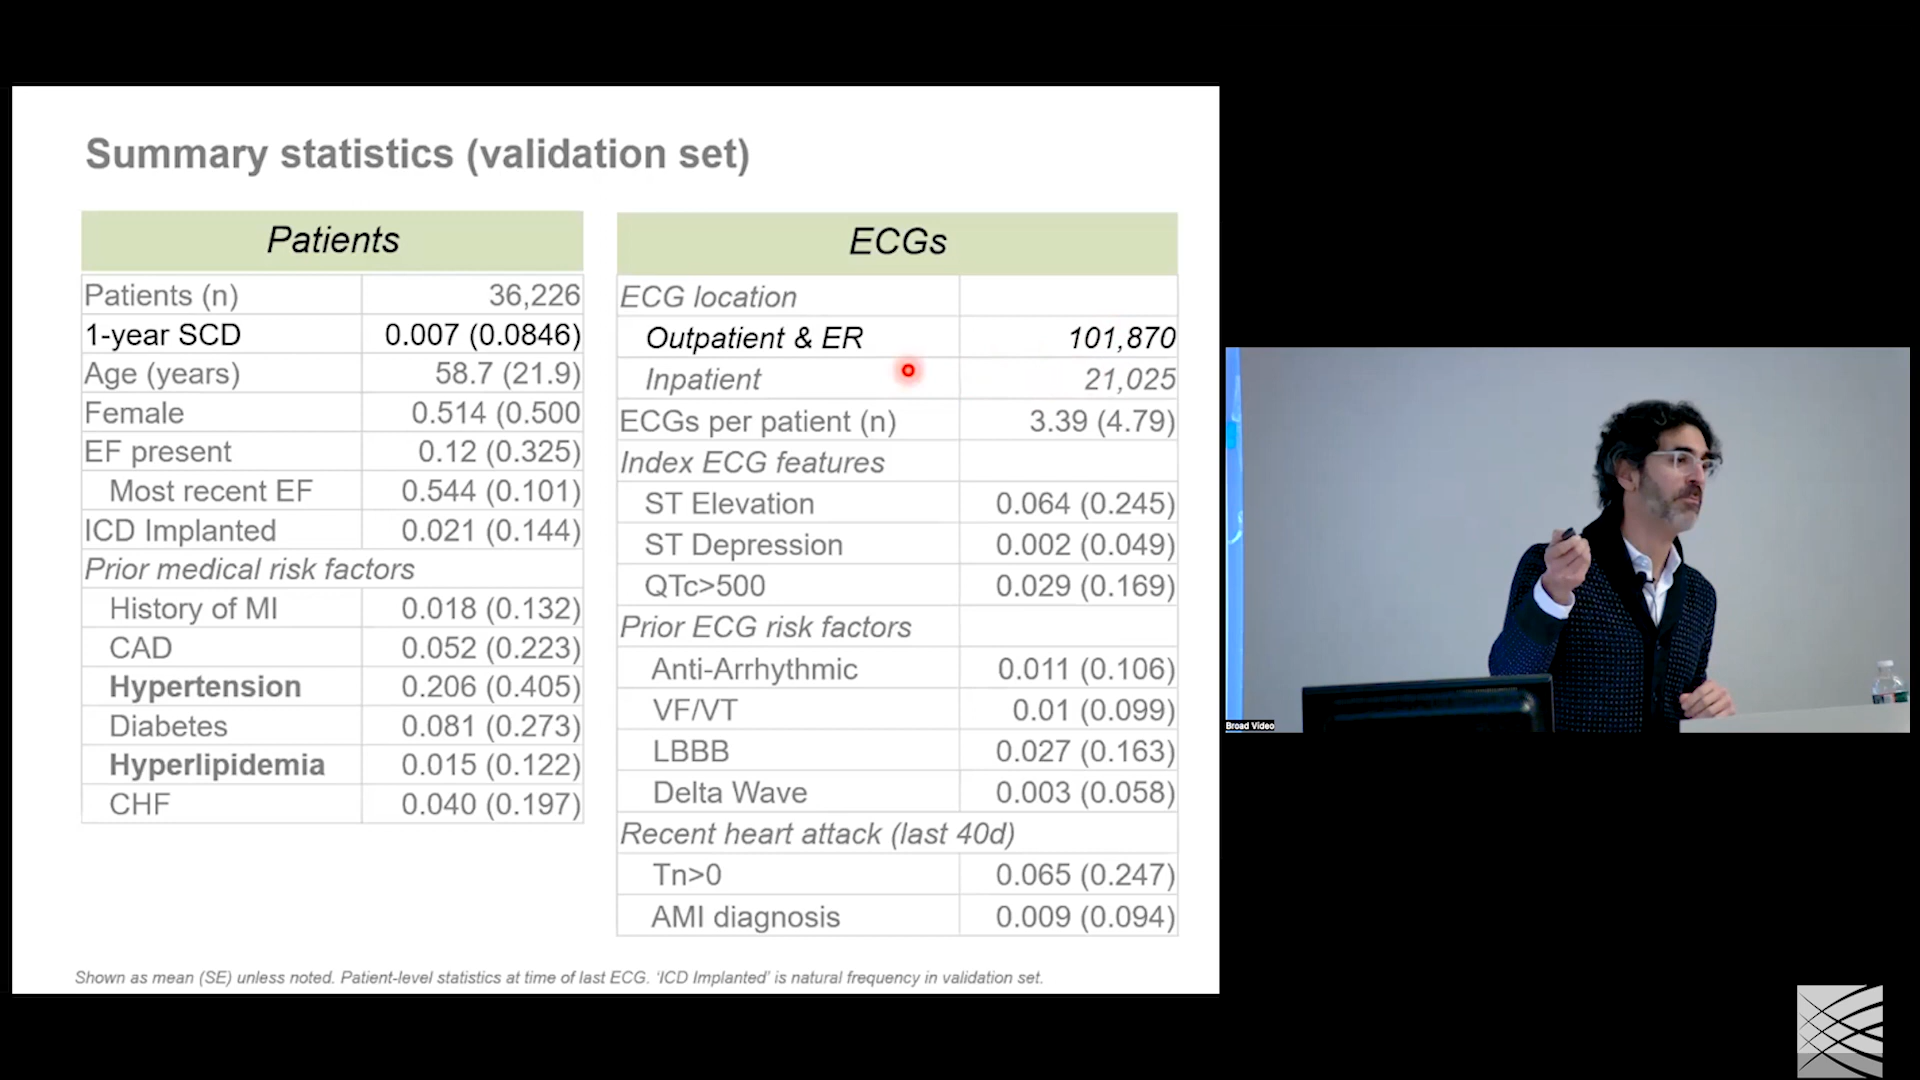 Summary statistics (validation set)
Patients
Patients (n) 36,226
1-year SCD 0.007 (0.0846)
Age (years) 58.7 (21.9)
Female 0.514 (0.500
EF present 0.12 (0.325)
Most recent EF 0.544 (0.101)
ICD Implanted 0.021 (0.144)
Prior medical risk factors
History of MI 0.018 (0.132)
CAD 0.052 (0.223)
Hypertension 0.206 (0.405)
Diabetes 0.081 (0.273)
Hyperlipidemia 0.015 (0.122)
CHF 0.040 (0.197)
ECGs
ECG location
Outpatient & ER 101,870
Inpatient 21,025
ECGs per patient (n) 3.39 (4.79)
Index ECG features
ST Elevation 0.064 (0.245)
ST Depression 0.002 (0.049)
QTc>500 0.029 (0.169)
Prior ECG risk factors
Anti-Arrhythmic 0.011 (0.106)
VF/VT 0.01 (0.099)
LBBB 0.027 (0.163)
Delta Wave 0.003 (0.058)
Recent heart attack (last 40d)
Tn>0 0.065 (0.247)
AMI diagnosis 0.009 (0.094)
Shown as mean (SE) unless noted. Patient-level statistics at time of last ECG. 'ICD Implanted' is natural frequency in validation set.
Broad Video